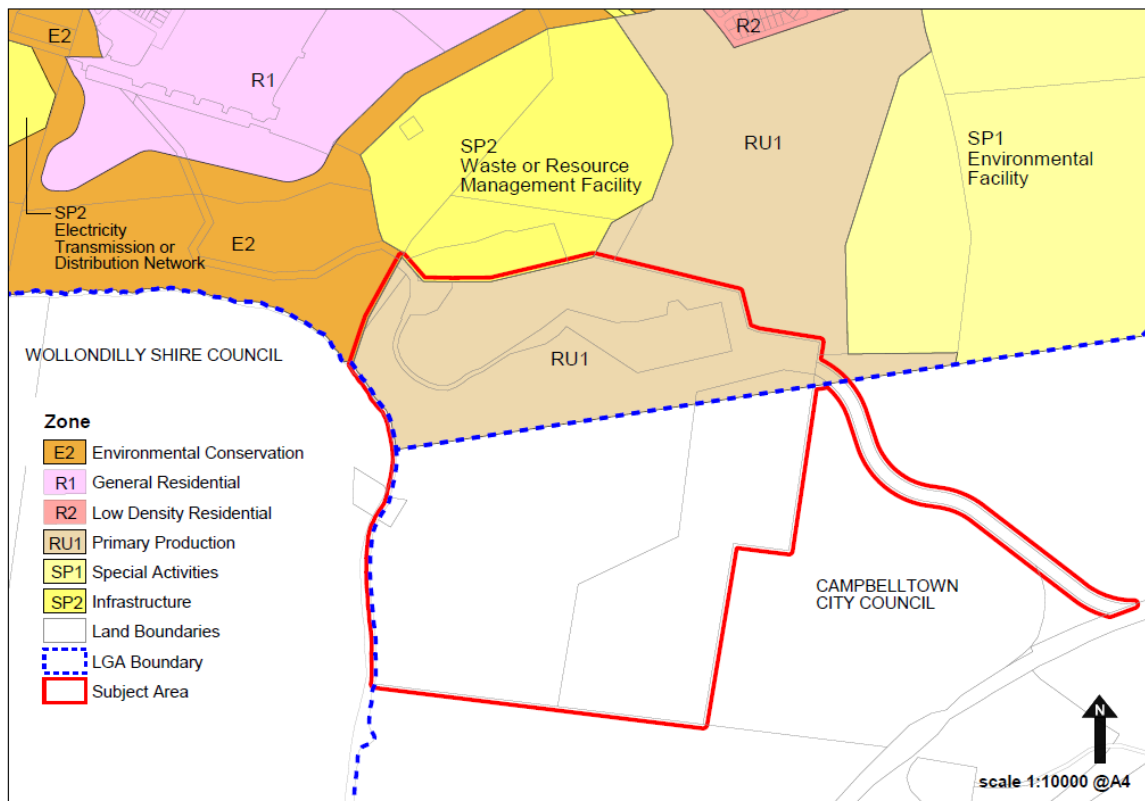 E2
R2
R1
SP2
Waste or Resource
Management Facility
RU1
SP1
Environmental
Facility
SP2
Electricity
Transmission or
Distribution Network
E2
WOLLONDILLY SHIRE COUNCIL
RU1
Zone
E2 Environmental Conservation
R1 General Residential
R2 Low Density Residential
RU1 Primary Production
SP1 Special Activities
SP2 Infrastructure
Land Boundaries
LGA Boundary
Subject Area
CAMPBELLTOWN
CITY COUNCIL
N
scale 1:10000 @A4